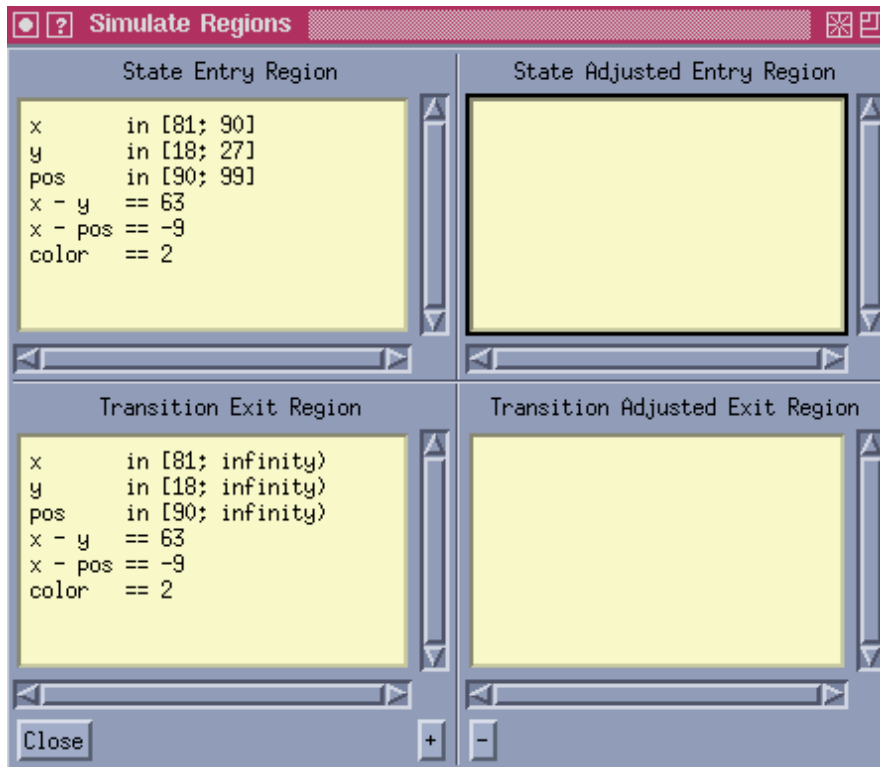 ? Simulate Regions
State Entry Region
x in [81; 90]
y in [18; 27]
pos in [90; 99]
x - y == 63
x - pos == -9
color == 2
State Adjusted Entry Region
Transition Exit Region
x in [81; infinity)
y in [18; infinity)
pos in [90; infinity)
x - y == 63
x - pos == -9
color == 2
Transition Adjusted Exit Region
Close
+
-